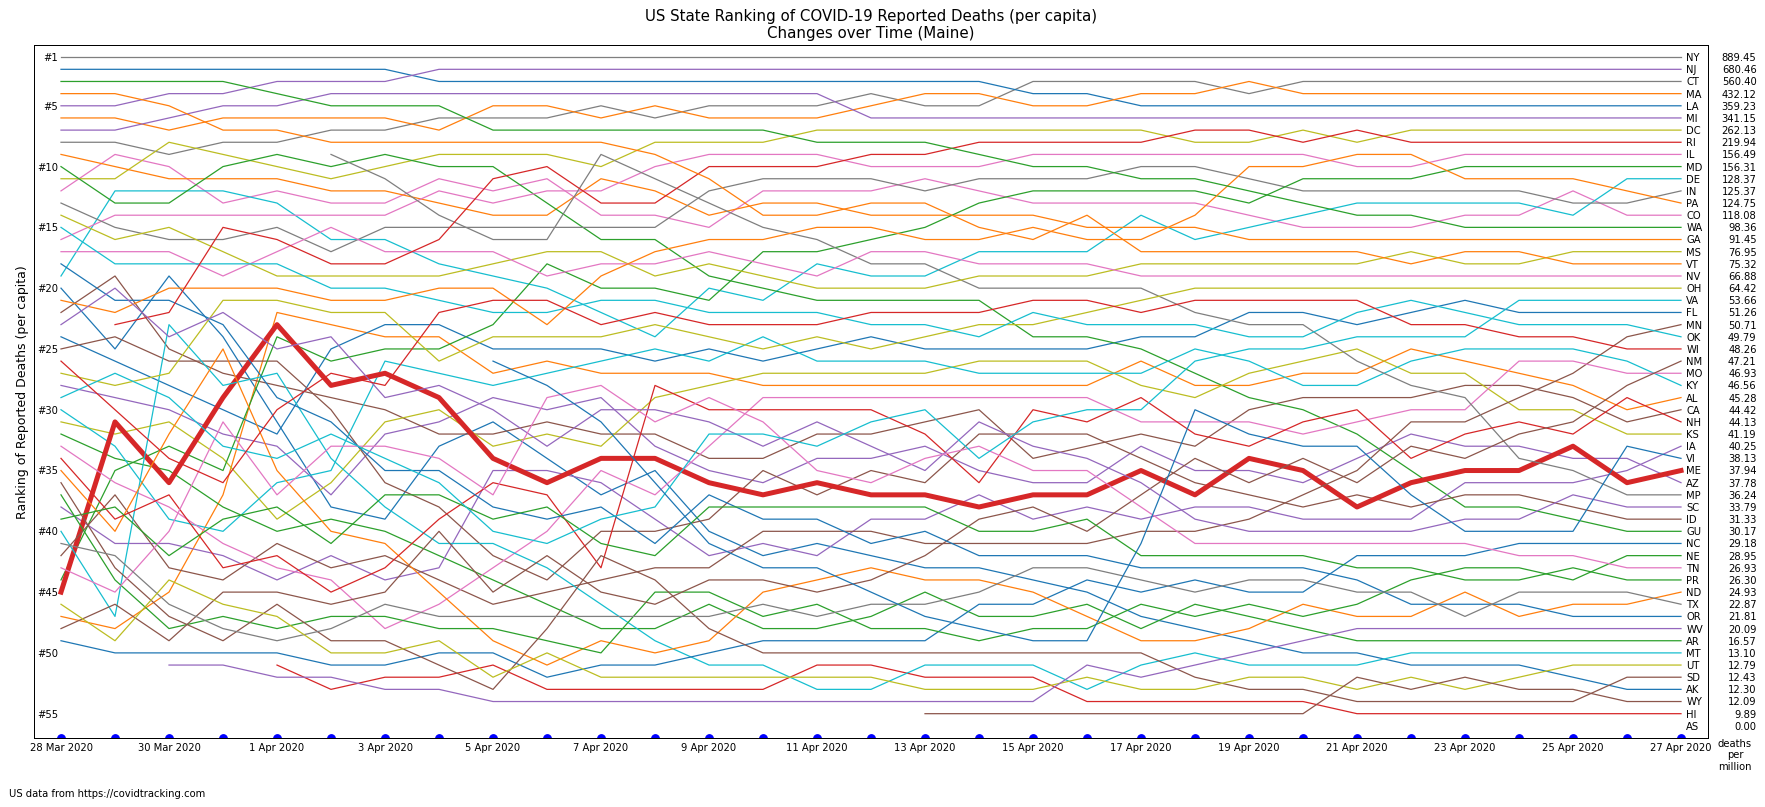 US State Ranking of COVID-19 Reported Deaths (per capita)
Changes over Time (Maine)
Ranking of Reported Deaths (per capita)
#1
#5
#10
#15
#20
#25
#30
#35
#40
#45
#50
#55
NY 889.45
NJ 680.46
CT 560.40
MA 432.12
LA 359.23
MI 341.15
DC 262.13
RI 219.94
IL 156.49
MD 156.31
DE 128.37
IN 125.37
PA 124.75
CO 118.08
WA 98.36
GA 91.45
MS 76.95
VT 75.32
NV 66.88
OH 64.42
VA 53.66
FL 51.26
MN 50.71
OK 49.79
WI 48.26
NM 47.21
MO 46.93
KY 46.56
AL 45.28
CA 44.42
NH 44.13
KS 41.19
IA 40.25
VI 38.13
ME 37.94
AZ 37.78
MP 36.24
SC 33.79
ID 31.33
GU 30.17
NC 29.18
NE 28.95
TN 26.93
PR 26.30
ND 24.93
TX 22.87
OR 21.81
WV 20.09
AR 16.57
MT 13.10
UT 12.79
SD 12.43
AK 12.30
WY 12.09
HI 9.89
AS 0.00
28 Mar 2020 30 Mar 2020 1 Apr 2020 3 Apr 2020 5 Apr 2020 7 Apr 2020 9 Apr 2020 11 Apr 2020 13 Apr 2020 15 Apr 2020 17 Apr 2020 19 Apr 2020 21 Apr 2020 23 Apr 2020 25 Apr 2020 27 Apr 2020
deaths
per
million
US data from https://covidtracking.com